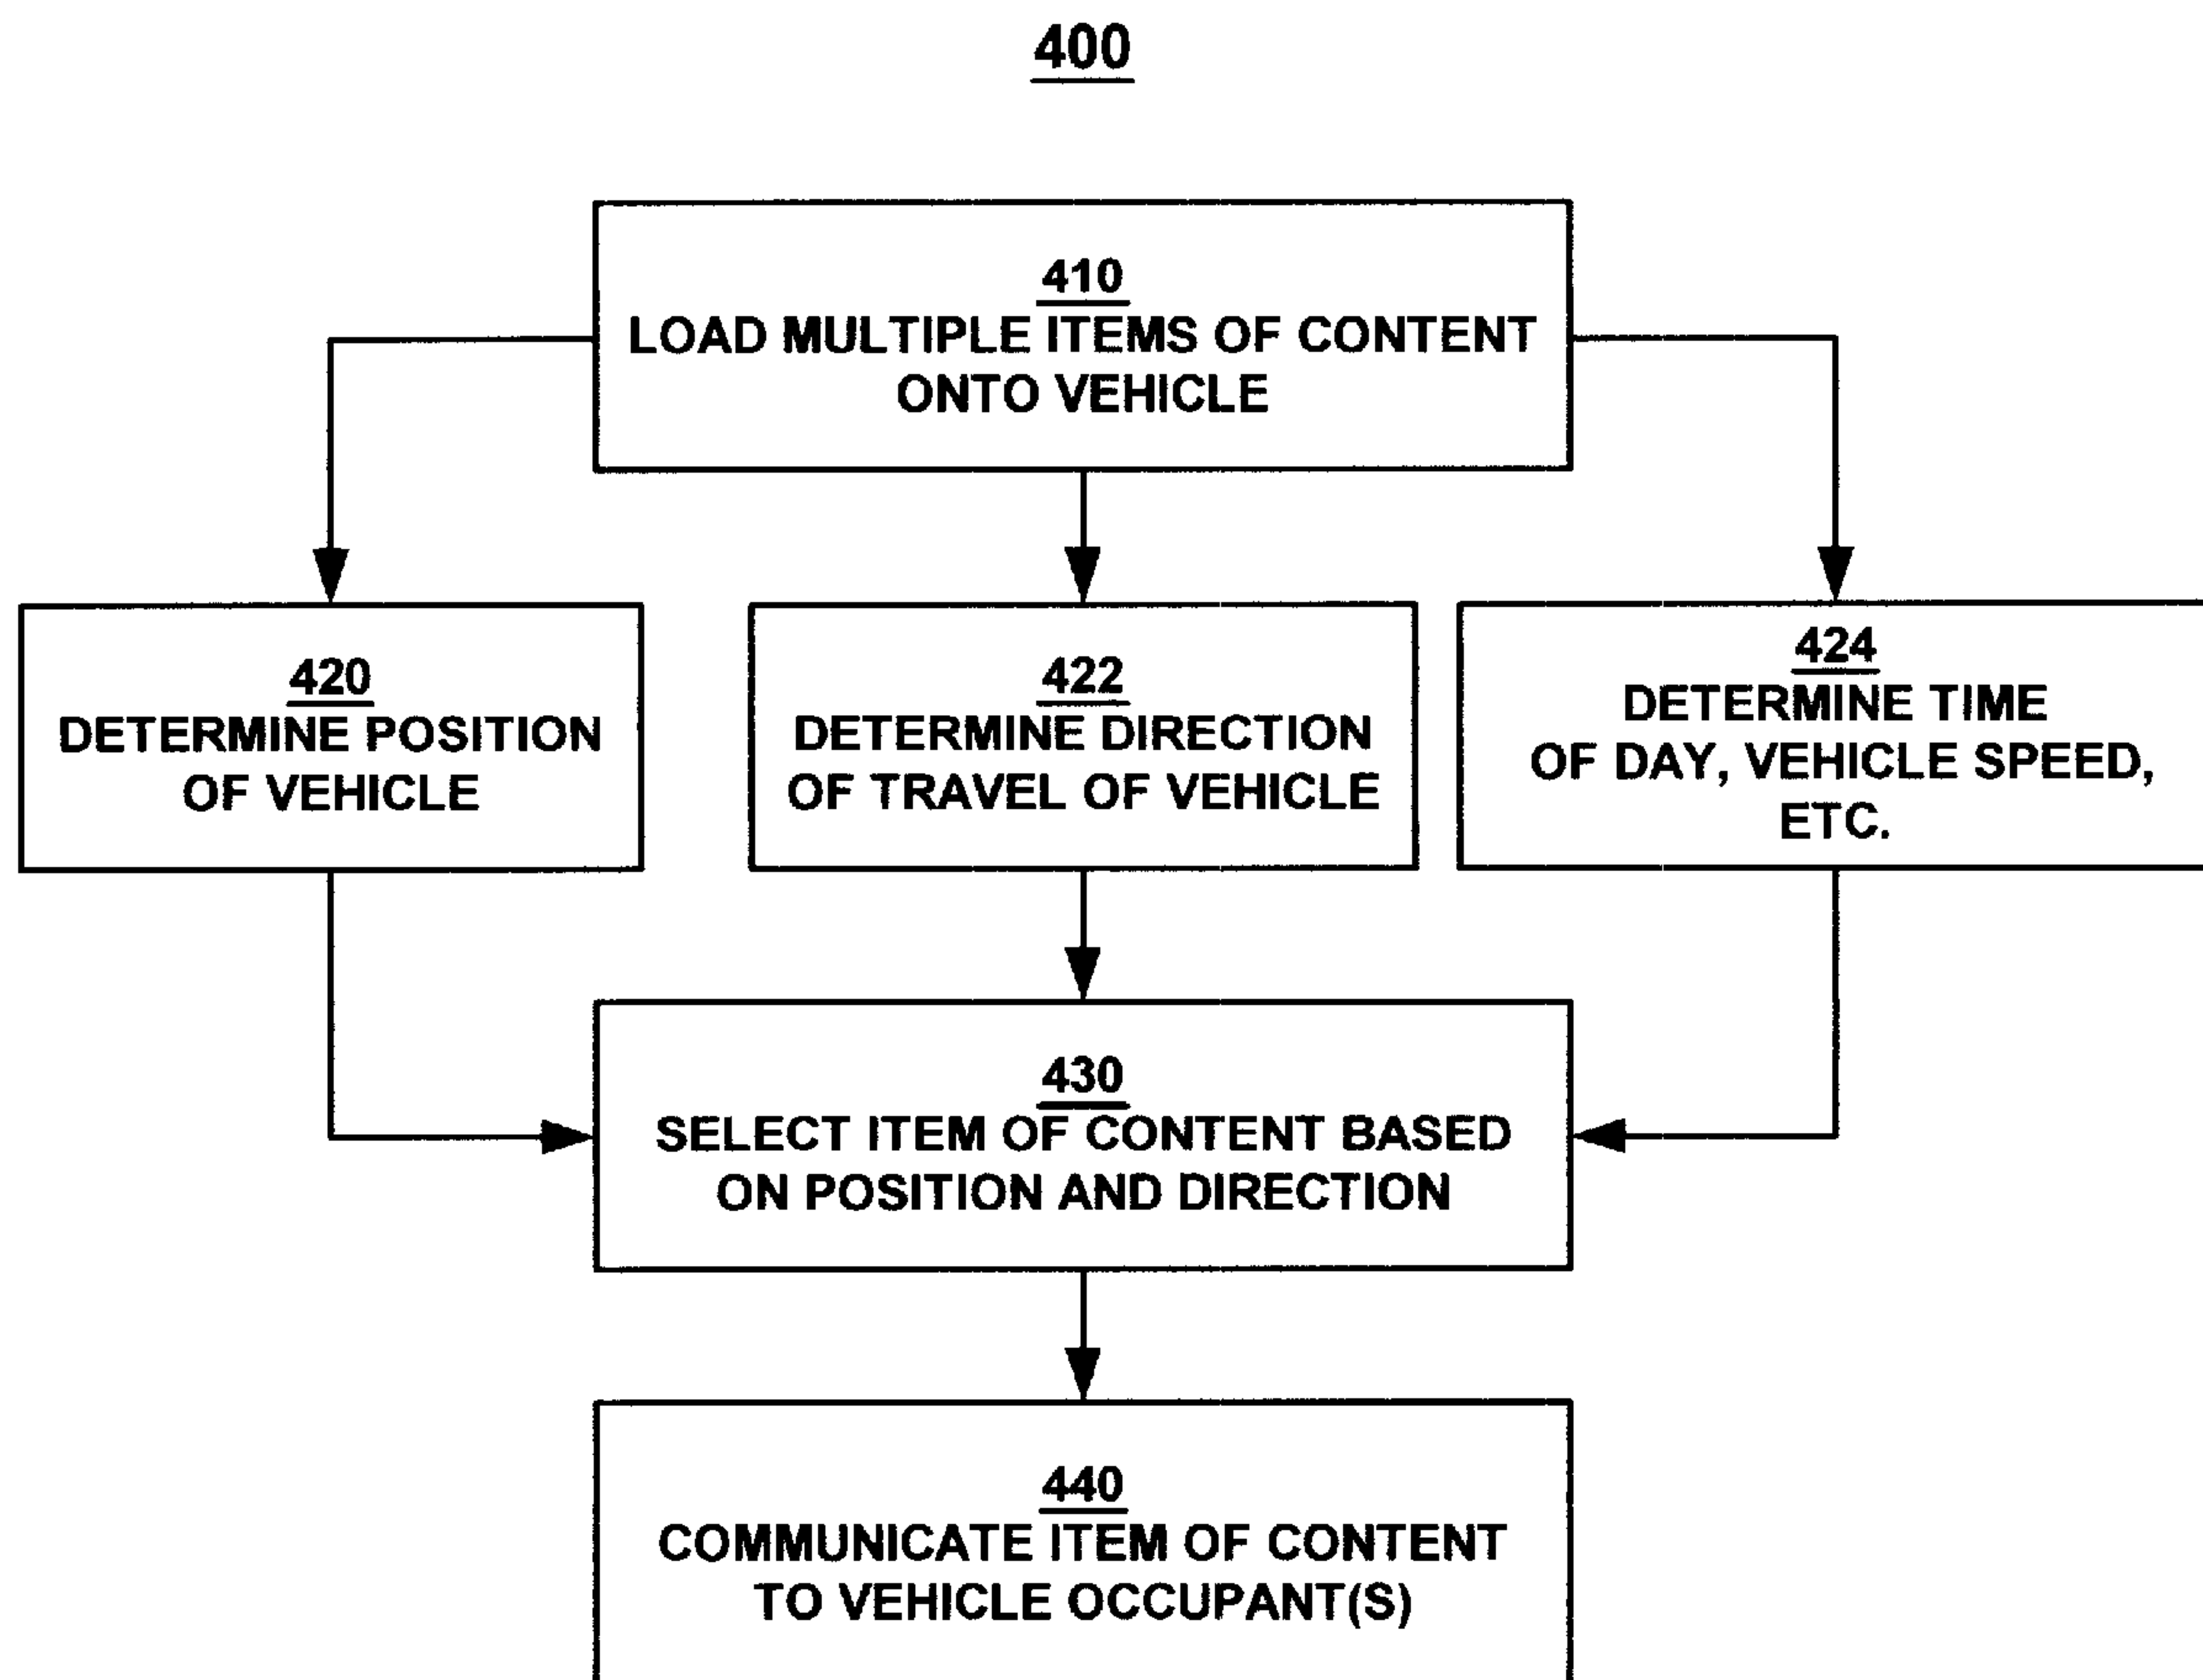 400
410
LOAD MULTIPLE ITEMS OF CONTENT
ONTO VEHICLE
420
DETERMINE POSITION
OF VEHICLE
422
DETERMINE DIRECTION
OF TRAVEL OF VEHICLE
424
DETERMINE TIME
OF DAY, VEHICLE SPEED,
ETC.
430
SELECT ITEM OF CONTENT BASED
ON POSITION AND DIRECTION
440
COMMUNICATE ITEM OF CONTENT
TO VEHICLE OCCUPANT(S)